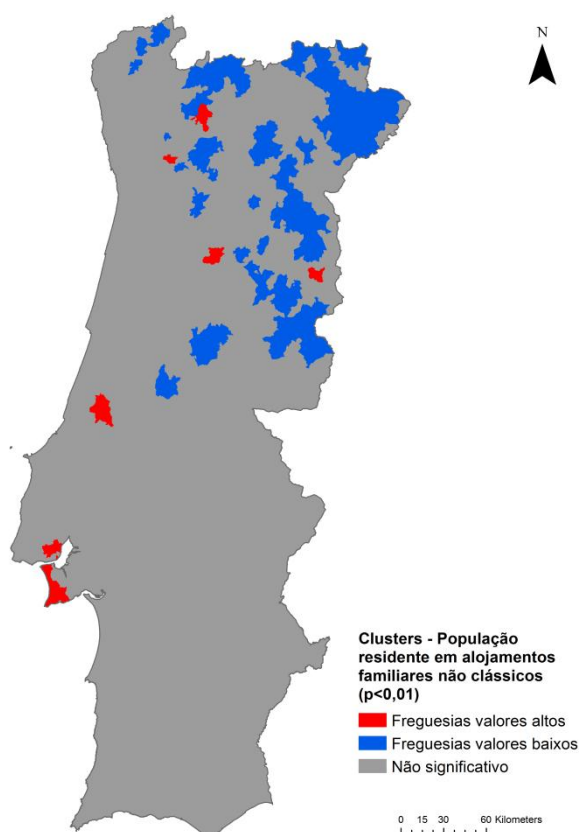 N
Clusters - População
residente em alojamentos
familiares não clássicos
(p<0,01)
Freguesias valores altos
Freguesias valores baixos
Não significativo
0 15 30 60 Kilometers